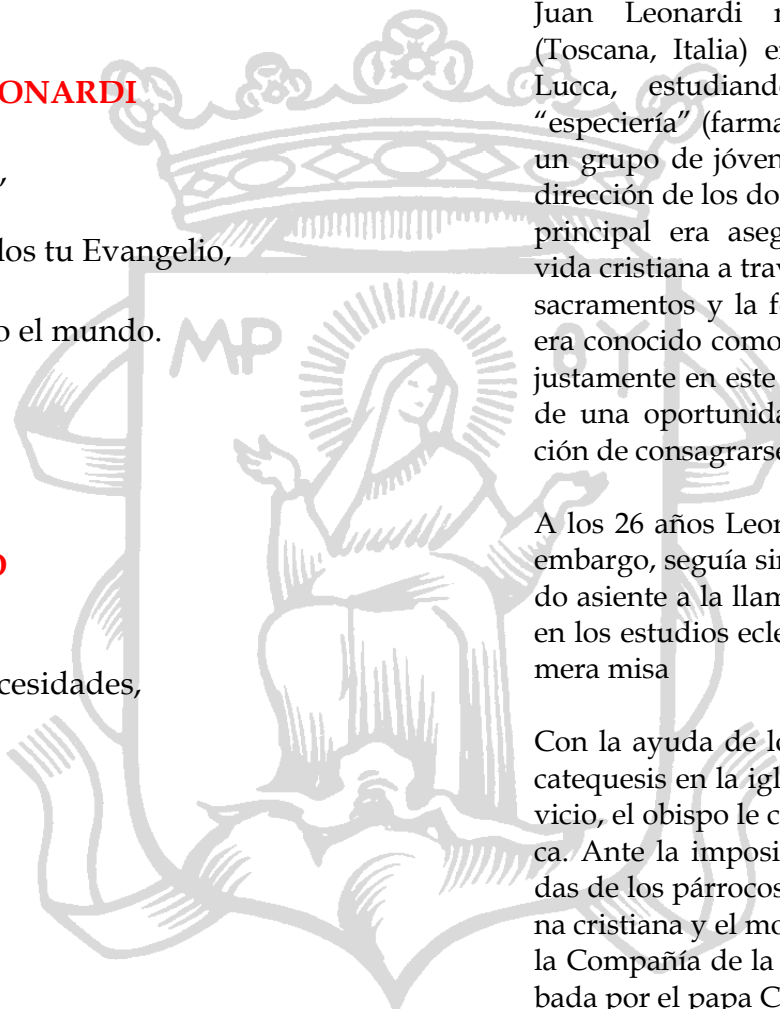 ONARDI
,
los tu Evangelio,
o el mundo.
O
cesidades,
MP ΘY
Juan Leonardi
(Toscana, Italia) e
Lucca, estudiand
“especiería” (farma
un grupo de jóven
dirección de los do
principal era aseg
vida cristiana a trav
sacramentos y la f
era conocido como
justamente en este
de una oportunida
ción de consagrarse
A los 26 años Leon
embargo, seguía si
do asiente a la llam
en los estudios ecle
mera misa
Con la ayuda de l
catequesis en la igl
vicio, el obispo le c
ca. Ante la imposi
das de los párrocos
na cristiana y el mo
la Compañía de la
bada por el papa C